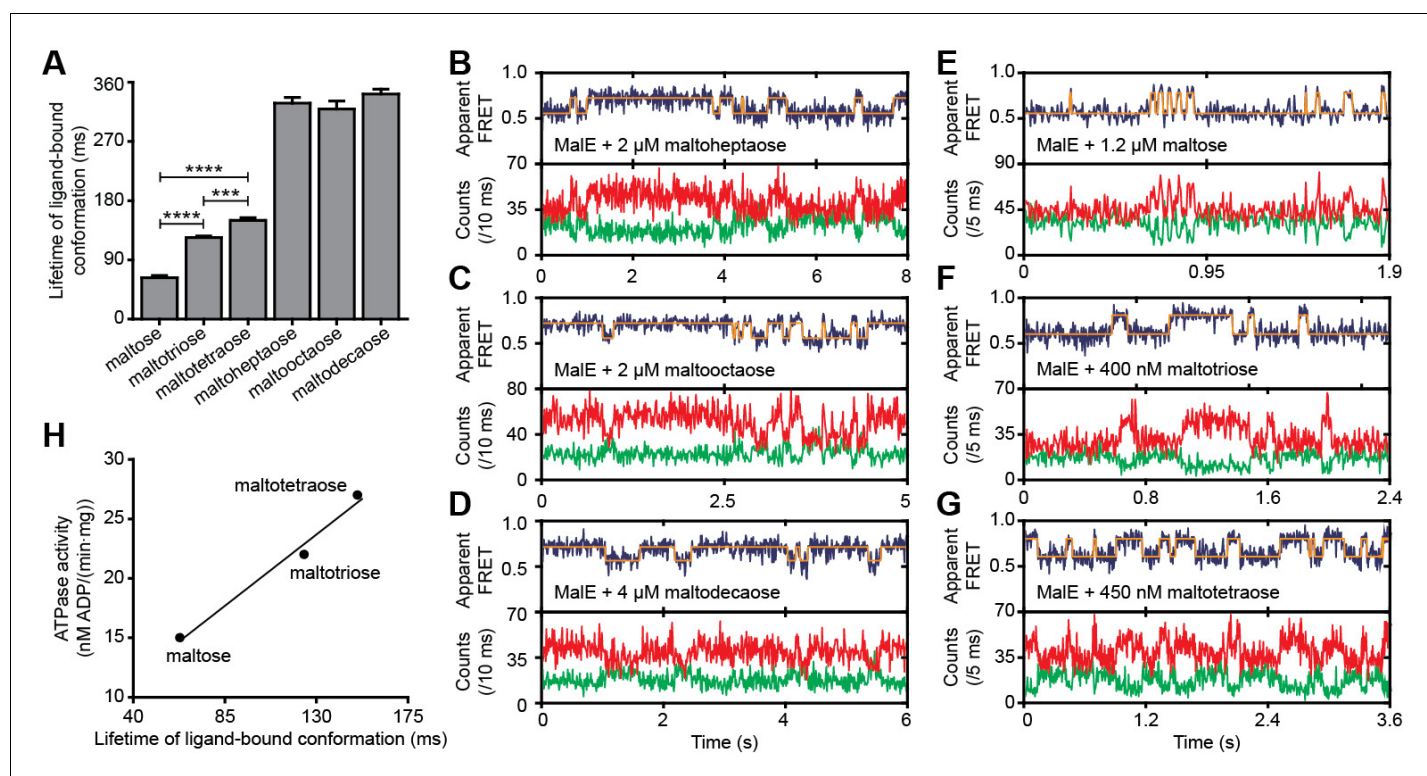 A
Lifetime of ligand-bound
conformation (ms)
360
270
180
90
0
****
****
***
maltose
maltotriose
maltotetraose
maltoheptaose
maltooctaose
maltodecaose
H
ATPase activity
(nM ADP/(min·mg))
30
25
20
15
10
maltotetraose
maltotriose
maltose
40
85
130
175
Lifetime of ligand-bound conformation (ms)
B
Apparent
FRET
1.0
0.5
MalE + 2 µM maltoheptaose
Counts
(/10 ms)
70
35
0
0
2
4
6
8
C
Apparent
FRET
1.0
0.5
MalE + 2 µM maltooctaose
Counts
(/10 ms)
80
40
0
0
2.5
5
D
Apparent
FRET
1.0
0.5
MalE + 4 µM maltodecaose
Counts
(/10 ms)
70
35
0
0
2
4
6
Time (s)
E
Apparent
FRET
1.0
0.5
MalE + 1.2 µM maltose
Counts
(/5 ms)
90
45
0
0
0.95
1.9
F
Apparent
FRET
1.0
0.5
MalE + 400 nM maltotriose
Counts
(/5 ms)
70
35
0
0
0.8
1.6
2.4
G
Apparent
FRET
1.0
0.5
MalE + 450 nM maltotetraose
Counts
(/5 ms)
70
35
0
0
1.2
2.4
3.6
Time (s)